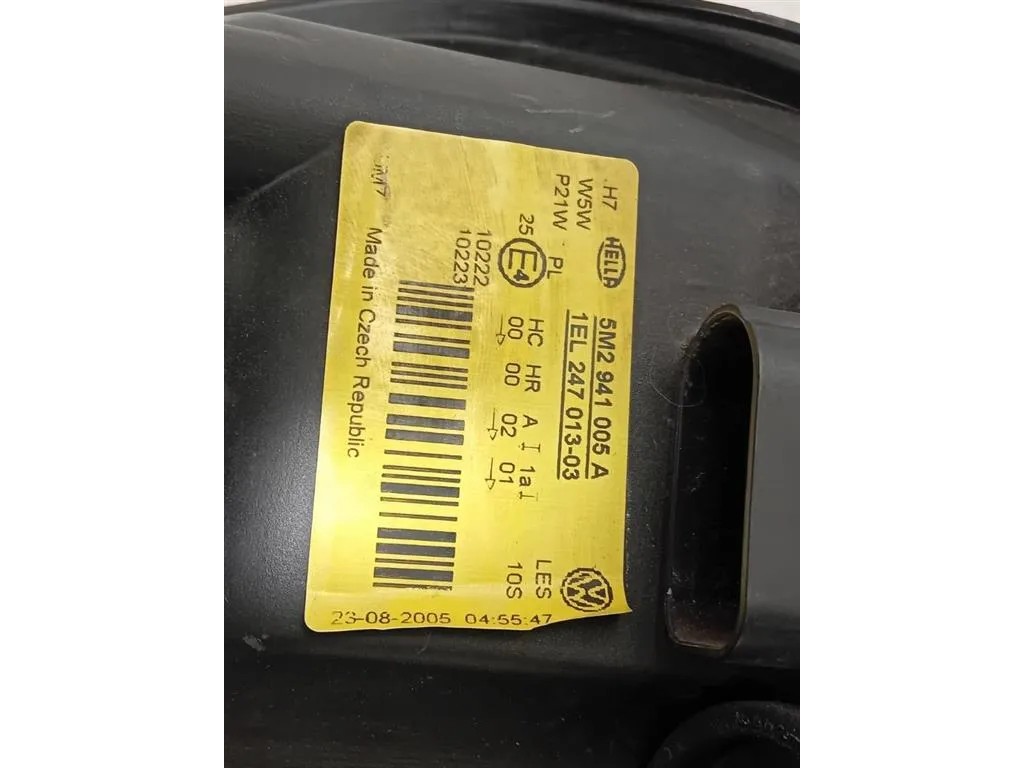 H7
W5W
P21W
HELLA
5M2 941 005 A
1EL 247 013-03
PL
25 E4
HC HR A 1a
00 00 02 01
10222
10223
LES
10S
Made in Czech Republic
23-08-2005 04:55:47